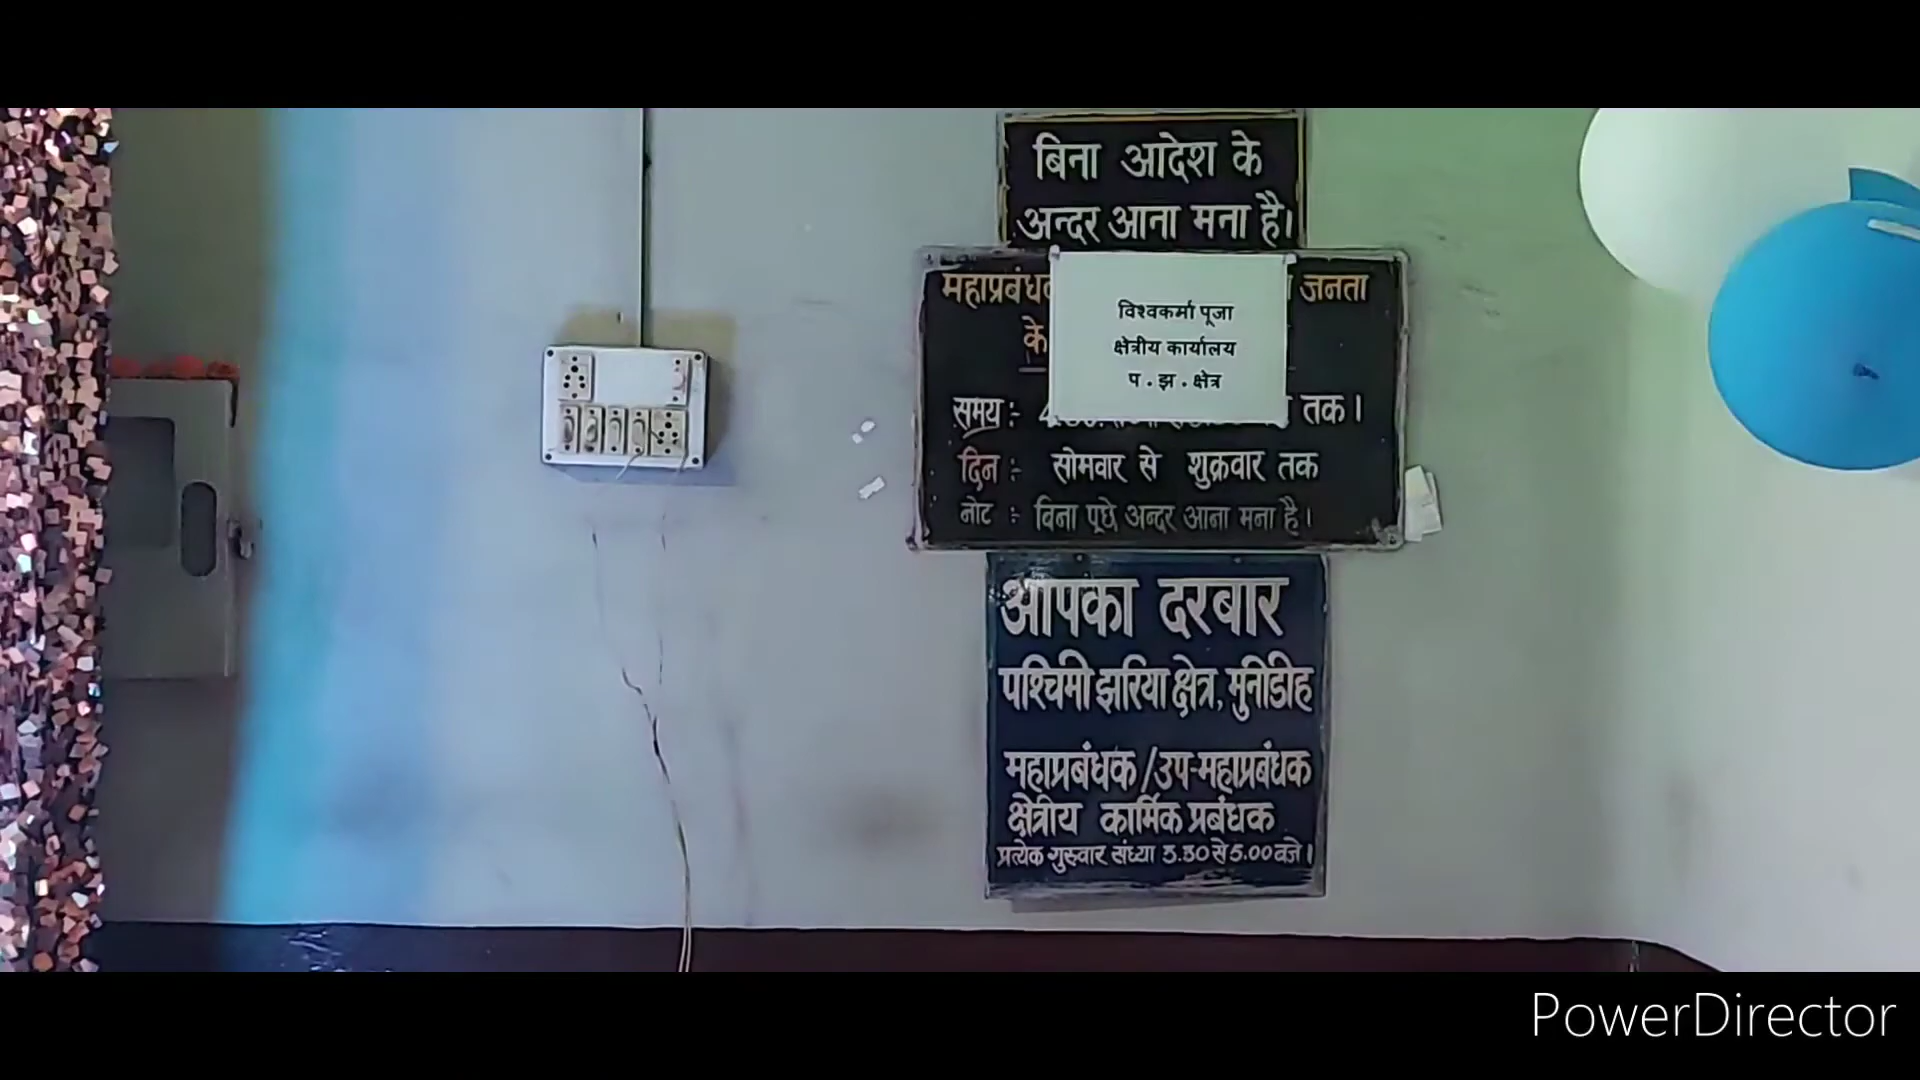 बिना आदेश के
अन्दर आना मना है।
महाप्रबंधक जनता
के
विश्वकर्मा पूजा
क्षेत्रीय कार्यालय
प . झ . क्षेत्र
समय :- तक।
दिन :- सोमवार से शुक्रवार तक
नोट :- बिना पूछे अन्दर आना मना है।
आपका दरबार
पश्चिमी झरिया क्षेत्र, मुनीडीह
महाप्रबंधक/उप-महाप्रबंधक
क्षेत्रीय कार्मिक प्रबंधक
प्रत्येक गुरुवार संध्या 3.30 से 5.00 बजे।
PowerDirector